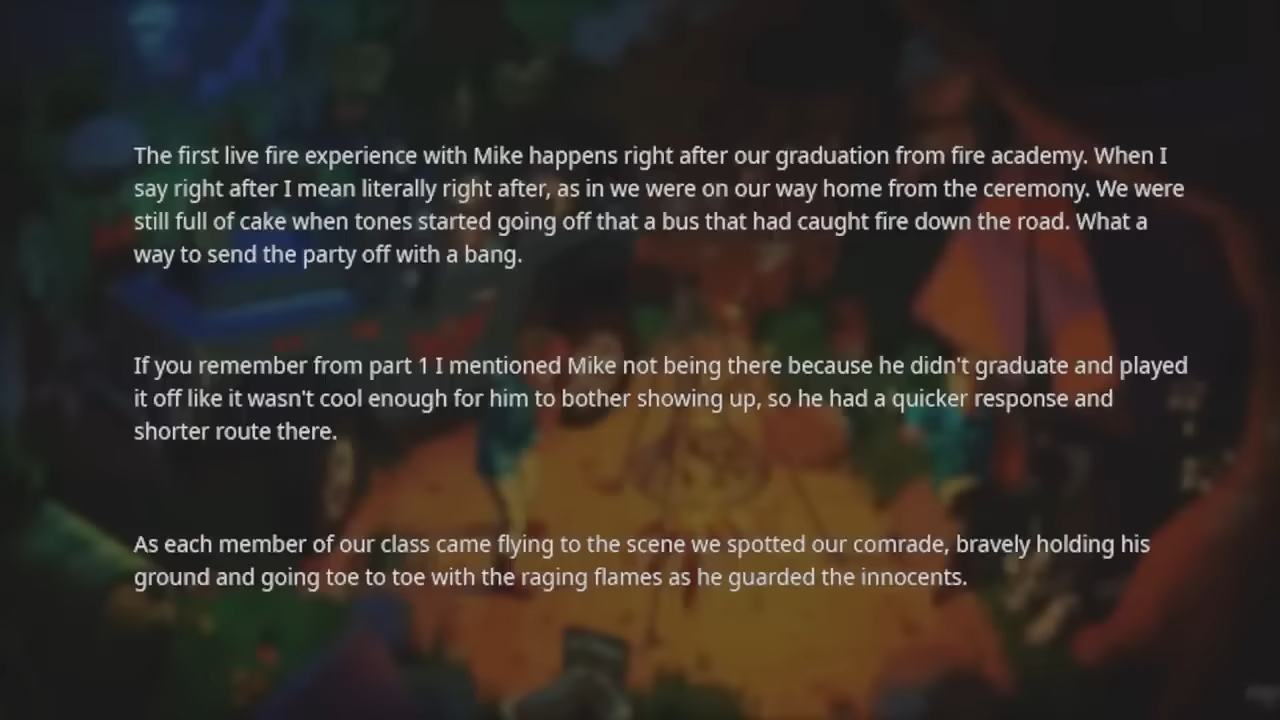 The first live fire experience with Mike happens right after our graduation from fire academy. When I
say right after I mean literally right after, as in we were on our way home from the ceremony. We were
still full of cake when tones started going off that a bus that had caught fire down the road. What a
way to send the party off with a bang.
If you remember from part 1 I mentioned Mike not being there because he didn't graduate and played
it off like it wasn't cool enough for him to bother showing up, so he had a quicker response and
shorter route there.
As each member of our class came flying to the scene we spotted our comrade, bravely holding his
ground and going toe to toe with the raging flames as he guarded the innocents.